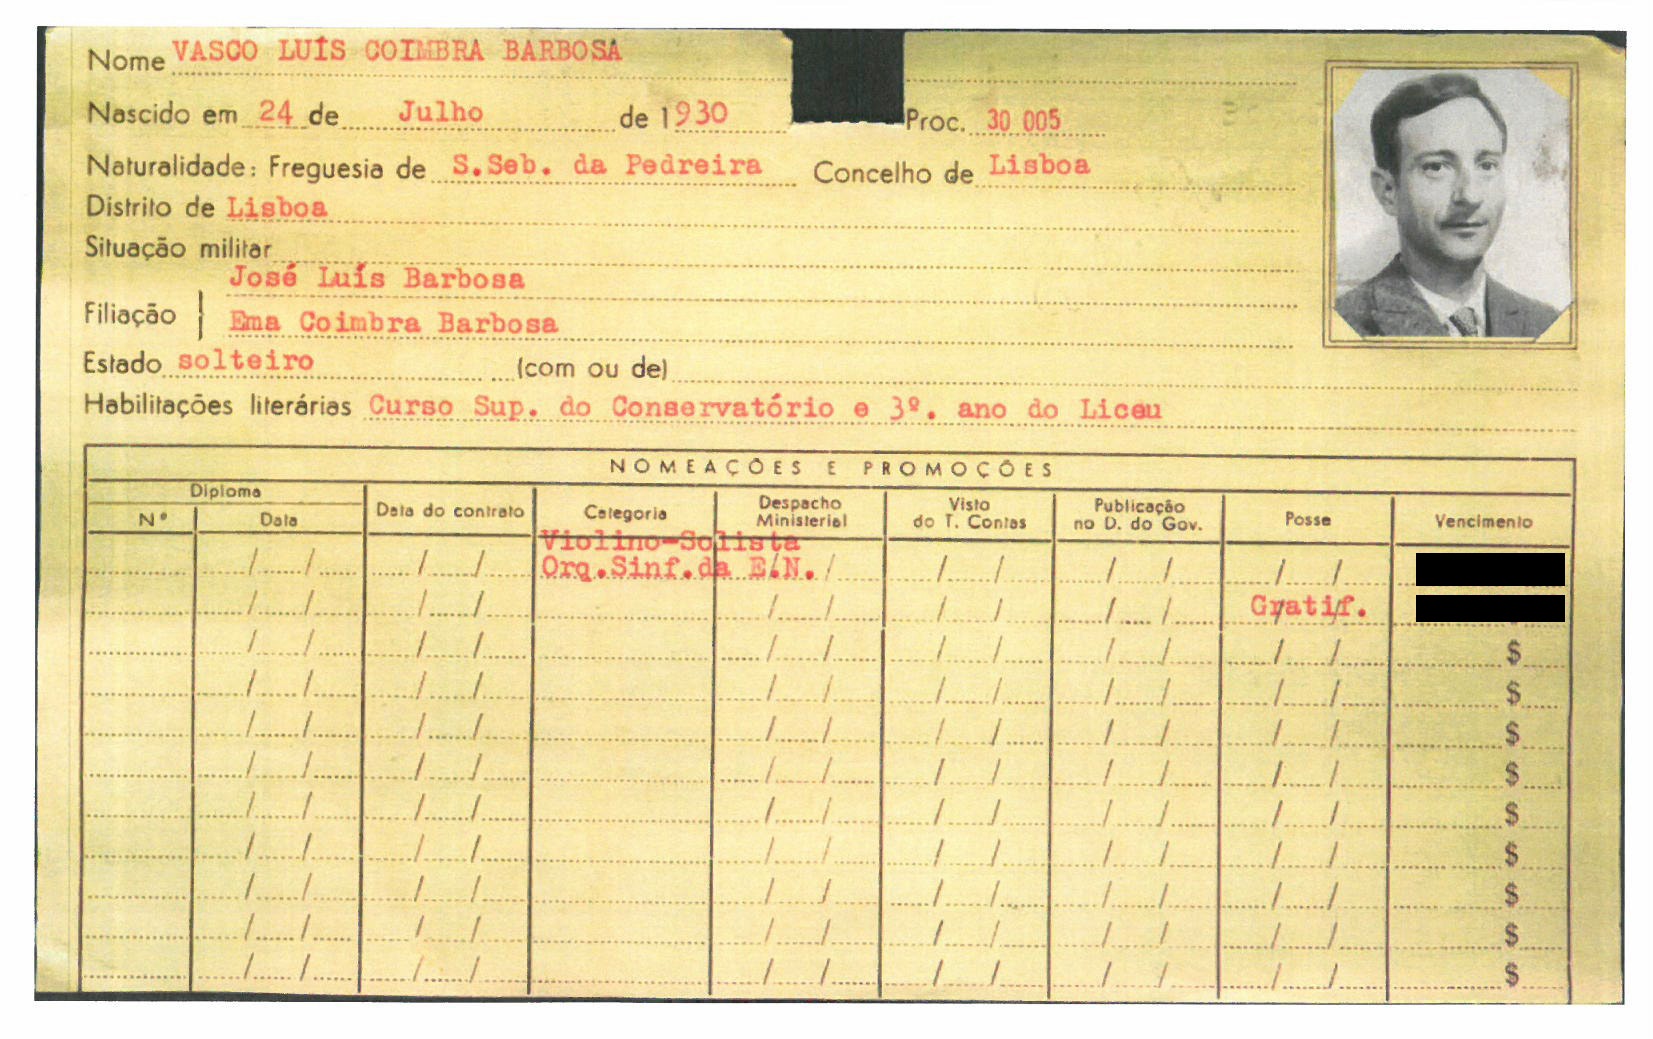 Nome VASCO LUÍS COIMBRA BARBOSA
Nascido em 24 de Julho de 1930 Proc. 30 005
Naturalidade: Freguesia de S.Seb. da Pedreira Concelho de Lisboa
Distrito de Lisboa
Situação militar
José Luís Barbosa
Filiação
Ema Coimbra Barbosa
Estado solteiro (com ou de)
Habilitações literárias Curso Sup. do Conservatório e 3º. ano do Liceu
NOMEAÇÕES E PROMOÇÕES
Diploma Data do contrato Categoria Despacho Ministerial Visto do T. Contas Publicação no D. do Gov. Posse Vencimento
Nº Data
Violino-Solista
/ / / / Orq.Sinf.da E.N. / / / / / / /
/ / / / / / / / / / Gratif.
/ / / / / / / / / / / / $
/ / / / / / / / / / / / $
/ / / / / / / / / / / / $
/ / / / / / / / / / / / $
/ / / / / / / / / / / / $
/ / / / / / / / / / / / $
/ / / / / / / / / / / / $
/ / / / / / / / / / / / $
/ / / / / / / / / / / / $